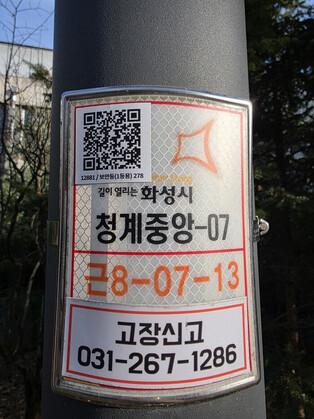 12881 / 보안등(1등용) 278
길이 열리는 화성시
청계중앙-07
근8-07-13
고장신고
031-267-1286